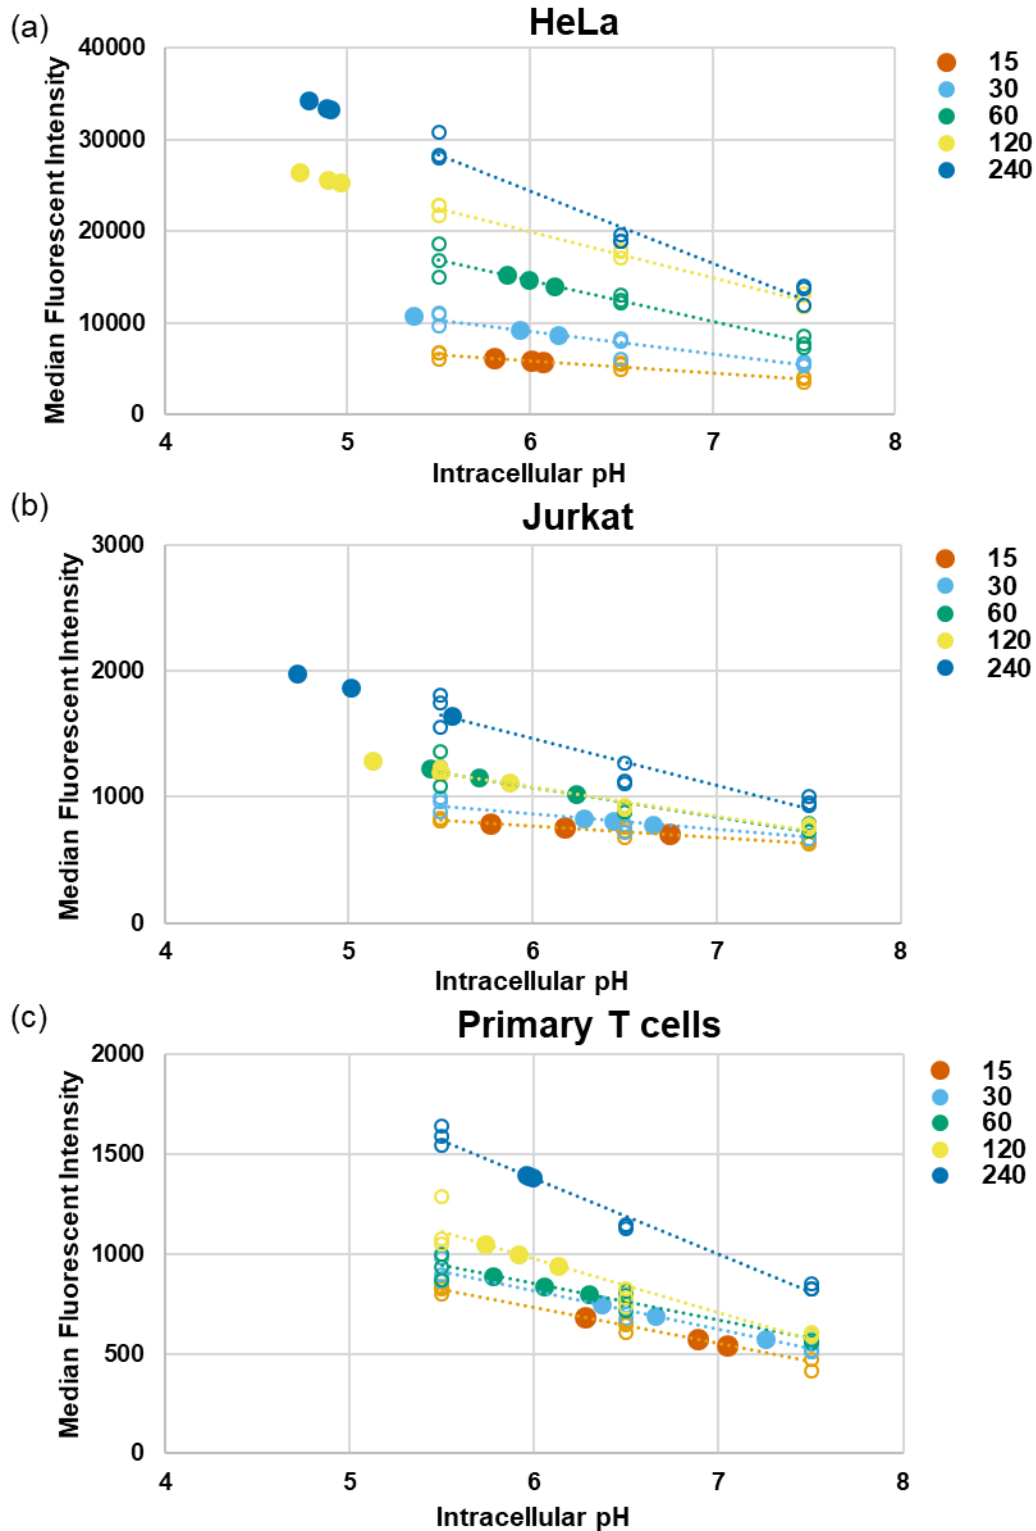 (a)
HeLa
Median Fluorescent Intensity
40000
30000
20000
10000
0
4 5 6 7 8
Intracellular pH
15
30
60
120
240
(b)
Jurkat
Median Fluorescent Intensity
3000
2000
1000
0
4 5 6 7 8
Intracellular pH
15
30
60
120
240
(c)
Primary T cells
Median Fluorescent Intensity
2000
1500
1000
500
0
4 5 6 7 8
Intracellular pH
15
30
60
120
240